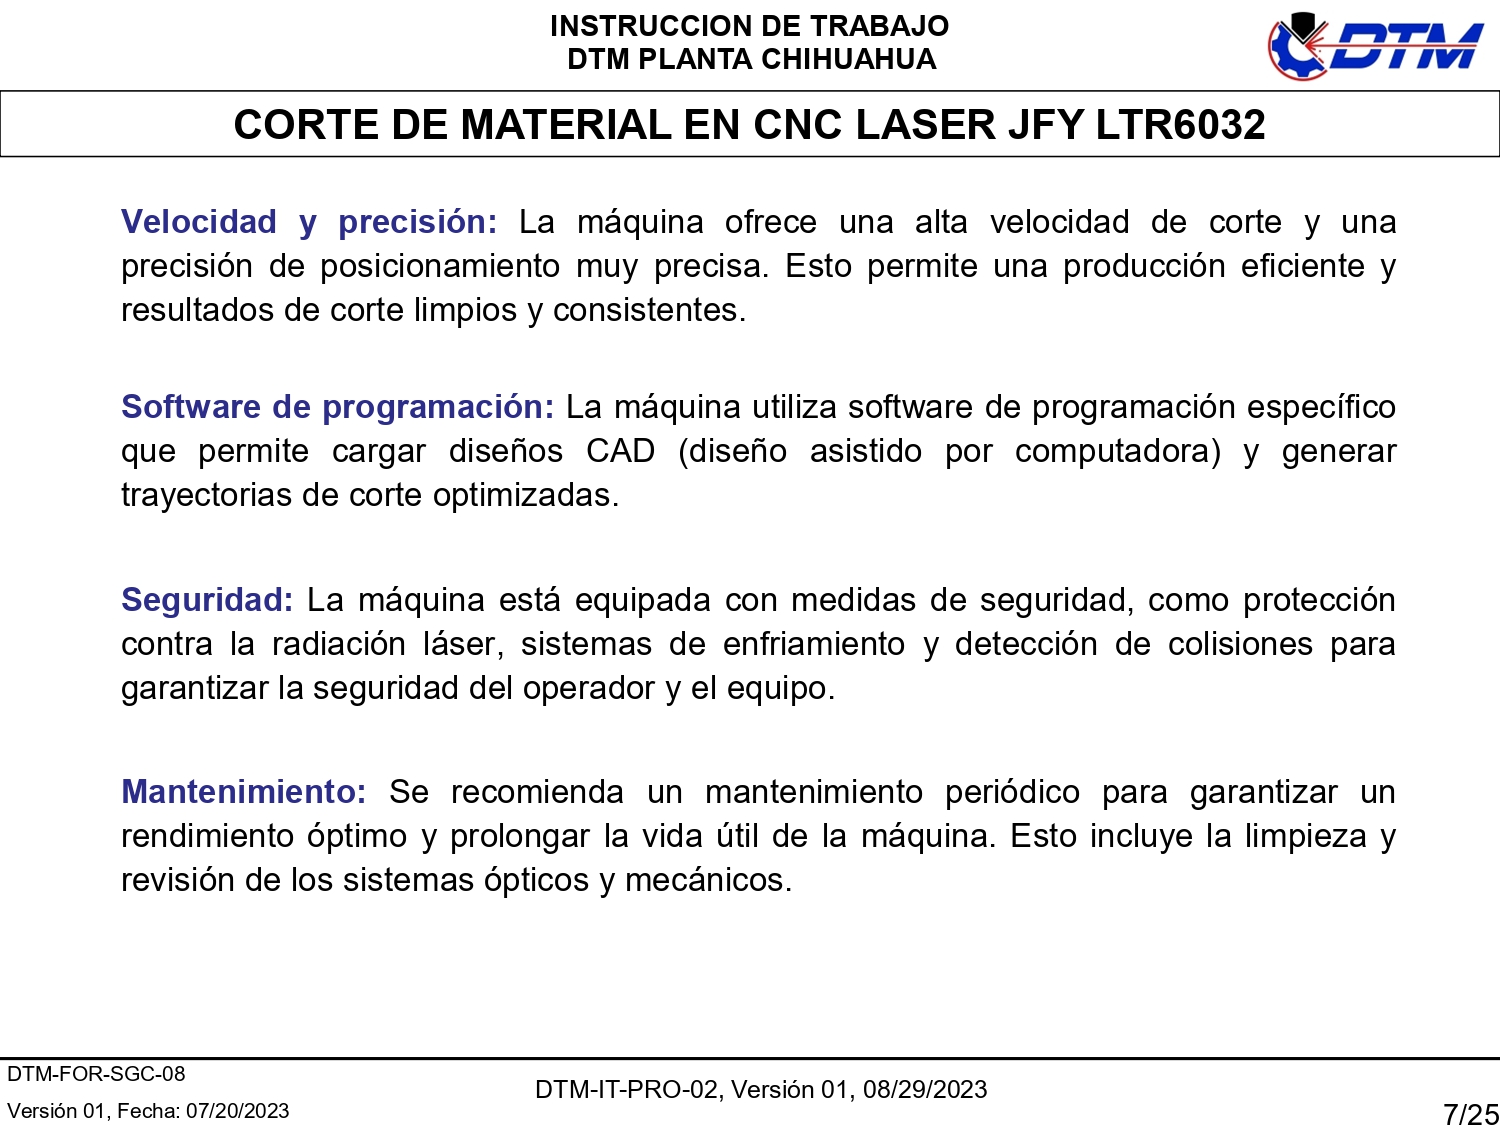 INSTRUCCION DE TRABAJO
DTM PLANTA CHIHUAHUA
DTM
CORTE DE MATERIAL EN CNC LASER JFY LTR6032
Velocidad y precisión: La máquina ofrece una alta velocidad de corte y una
precisión de posicionamiento muy precisa. Esto permite una producción eficiente y
resultados de corte limpios y consistentes.
Software de programación: La máquina utiliza software de programación específico
que permite cargar diseños CAD (diseño asistido por computadora) y generar
trayectorias de corte optimizadas.
Seguridad: La máquina está equipada con medidas de seguridad, como protección
contra la radiación láser, sistemas de enfriamiento y detección de colisiones para
garantizar la seguridad del operador y el equipo.
Mantenimiento: Se recomienda un mantenimiento periódico para garantizar un
rendimiento óptimo y prolongar la vida útil de la máquina. Esto incluye la limpieza y
revisión de los sistemas ópticos y mecánicos.
DTM-FOR-SGC-08
Versión 01, Fecha: 07/20/2023
DTM-IT-PRO-02, Versión 01, 08/29/2023
7/25